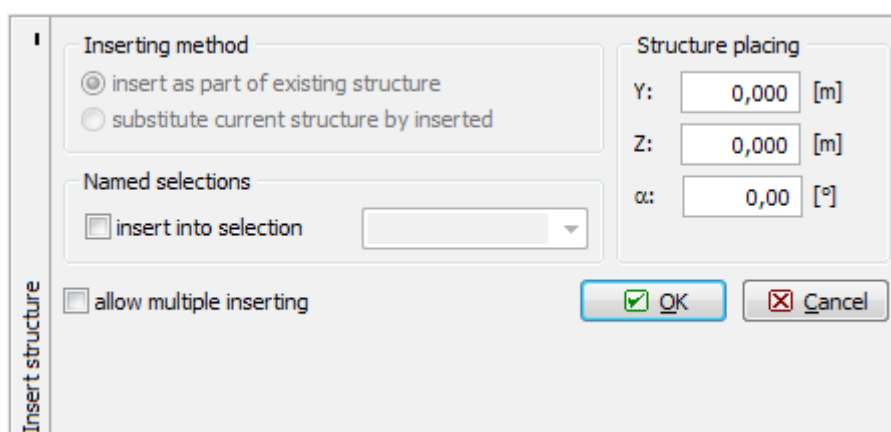 Inserting method
insert as part of existing structure
substitute current structure by inserted
Named selections
insert into selection
allow multiple inserting
Structure placing
Y: 0,000 [m]
Z: 0,000 [m]
α: 0,00 [°]
OK
Cancel
Insert structure